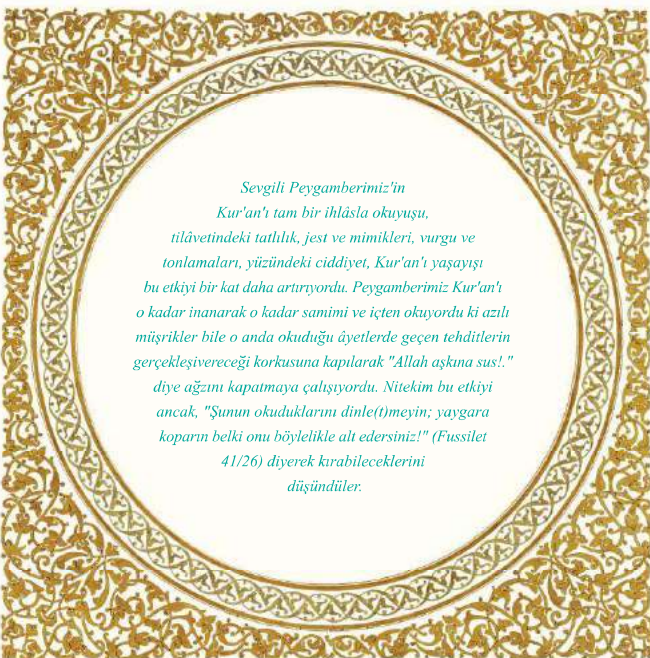 Sevgili Peygamberimiz'in
Kur'an'ı tam bir ihlâsla okuyuşu,
tilâvetindeki tatlılık, jest ve mimikleri, vurgu ve
tonlamaları, yüzündeki ciddiyet, Kur'an'ı yaşayışı
bu etkiyi bir kat daha artırıyordu. Peygamberimiz Kur'an'ı
o kadar inanarak o kadar samimi ve içten okuyordu ki azılı
müşrikler bile o anda okuduğu âyetlerde geçen tehditlerin
gerçekleşivereceği korkusuna kapılarak "Allah aşkına sus!."
diye ağzını kapatmaya çalışıyordu. Nitekim bu etkiyi
ancak, "Şunun okuduklarını dinle(t)meyin; yaygara
koparın belki onu böylelikle alt edersiniz!" (Fussilet
41/26) diyerek kırabileceklerini
düşündüler.